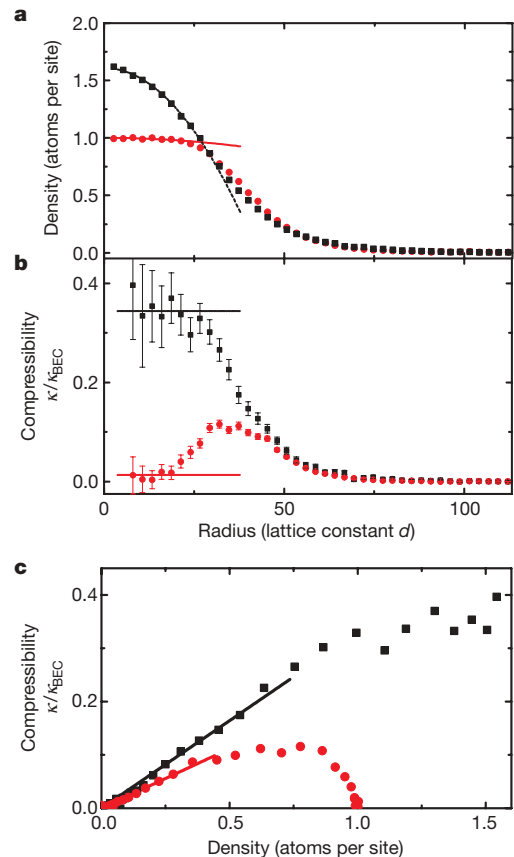 a
2.0
1.5
1.0
0.5
0.0
Density (atoms per site)
b
0.4
0.2
0.0
Compressibility
κ/κBEC
0
50
100
Radius (lattice constant d)
c
0.4
0.2
0.0
Compressibility
κ/κBEC
0.0
0.5
1.0
1.5
Density (atoms per site)